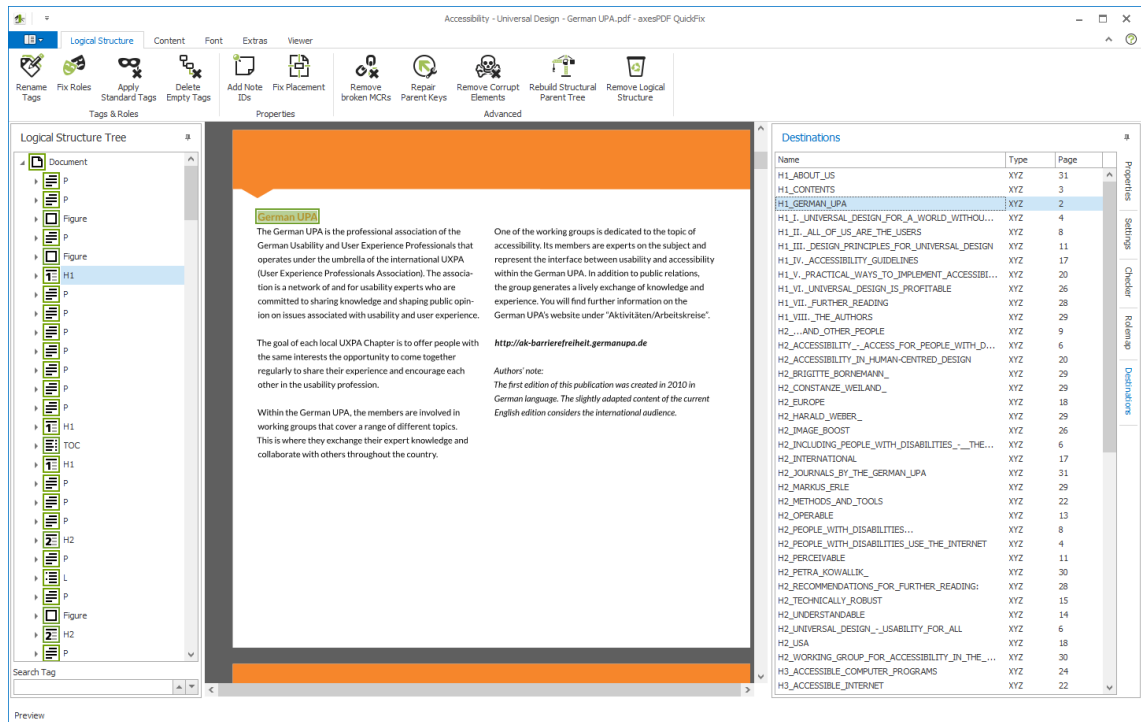 Accessibility - Universal Design - German UPA.pdf - axesPDF QuickFix
Logical Structure
Content
Font
Extras
Viewer
Rename Tags
Fix Roles
Apply Standard Tags
Delete Empty Tags
Add Note IDs
Fix Placement
Remove broken MCRs
Repair Parent Keys
Remove Corrupt Elements
Rebuild Structural Parent Tree
Remove Logical Structure
Tags & Roles
Properties
Advanced
Logical Structure Tree
Document
P
P
Figure
P
Figure
H1
P
P
P
P
P
P
P
H1
TOC
H1
P
P
P
H2
P
L
P
Figure
H2
P
Search Tag
Preview
German UPA
The German UPA is the professional association of the
German Usability and User Experience Professionals that
operates under the umbrella of the international UXPA
(User Experience Professionals Association). The associa-
tion is a network of and for usability experts who are
committed to sharing knowledge and shaping public opin-
ion on issues associated with usability and user experience.
The goal of each local UXPA Chapter is to offer people with
the same interests the opportunity to come together
regularly to share their experience and encourage each
other in the usability profession.
Within the German UPA, the members are involved in
working groups that cover a range of different topics.
This is where they exchange their expert knowledge and
collaborate with others throughout the country.
One of the working groups is dedicated to the topic of
accessibility. Its members are experts on the subject and
represent the interface between usability and accessibility
within the German UPA. In addition to public relations,
the group generates a lively exchange of knowledge and
experience. You will find further information on the
German UPA's website under "Aktivitäten/Arbeitskreise".
http://ak-barrierefreiheit.germanupa.de
Authors' note:
The first edition of this publication was created in 2010 in
German language. The slightly adapted content of the current
English edition considers the international audience.
Destinations
Name Type Page
H1_ABOUT_US XYZ 31
H1_CONTENTS XYZ 3
H1_GERMAN_UPA XYZ 2
H1_I._UNIVERSAL_DESIGN_FOR_A_WORLD_WITHOU... XYZ 4
H1_II._ALL_OF_US_ARE_THE_USERS XYZ 8
H1_III._DESIGN_PRINCIPLES_FOR_UNIVERSAL_DESIGN XYZ 11
H1_IV._ACCESSIBILITY_GUIDELINES XYZ 17
H1_V._PRACTICAL_WAYS_TO_IMPLEMENT_ACCESSIBI... XYZ 20
H1_VI._UNIVERSAL_DESIGN_IS_PROFITABLE XYZ 26
H1_VII._FURTHER_READING XYZ 28
H1_VIII._THE_AUTHORS XYZ 29
H2_...AND_OTHER_PEOPLE XYZ 9
H2_ACCESSIBILITY_-_ACCESS_FOR_PEOPLE_WITH_D... XYZ 6
H2_ACCESSIBILITY_IN_HUMAN-CENTRED_DESIGN XYZ 20
H2_BRIGITTE_BORNEMANN_ XYZ 29
H2_CONSTANZE_WEILAND_ XYZ 29
H2_EUROPE XYZ 18
H2_HARALD_WEBER_ XYZ 29
H2_IMAGE_BOOST XYZ 26
H2_INCLUDING_PEOPLE_WITH_DISABILITIES_-__THE... XYZ 6
H2_INTERNATIONAL XYZ 17
H2_JOURNALS_BY_THE_GERMAN_UPA XYZ 31
H2_MARKUS_ERLE XYZ 29
H2_METHODS_AND_TOOLS XYZ 22
H2_OPERABLE XYZ 13
H2_PEOPLE_WITH_DISABILITIES... XYZ 8
H2_PEOPLE_WITH_DISABILITIES_USE_THE_INTERNET XYZ 4
H2_PERCEIVABLE XYZ 11
H2_PETRA_KOWALLIK_ XYZ 30
H2_RECOMMENDATIONS_FOR_FURTHER_READING: XYZ 28
H2_TECHNICALLY_ROBUST XYZ 15
H2_UNDERSTANDABLE XYZ 14
H2_UNIVERSAL_DESIGN_-_USABILITY_FOR_ALL XYZ 6
H2_USA XYZ 18
H2_WORKING_GROUP_FOR_ACCESSIBILITY_IN_THE_... XYZ 30
H3_ACCESSIBLE_COMPUTER_PROGRAMS XYZ 24
H3_ACCESSIBLE_INTERNET XYZ 22
Properties
Settings
Checker
Rolemap
Destinations